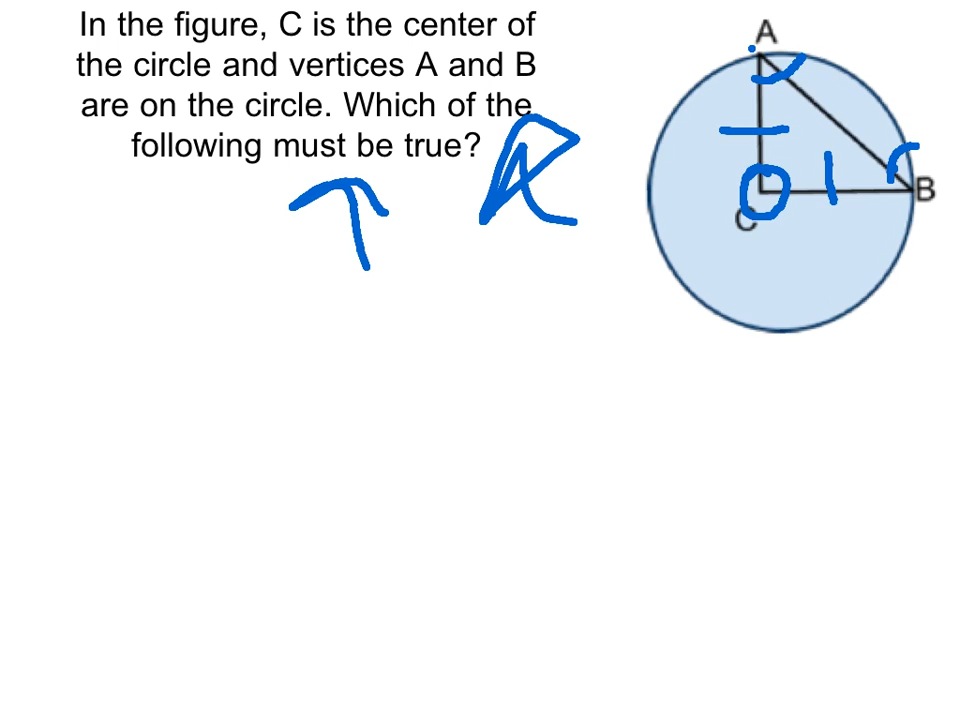 In the figure, C is the center of
the circle and vertices A and B
are on the circle. Which of the
following must be true?
A
B
C